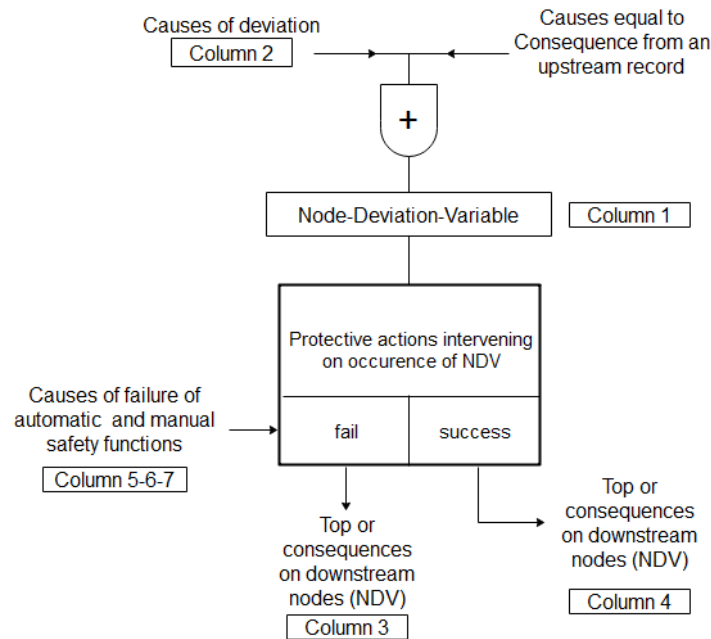 Causes of deviation
Column 2
Causes equal to
Consequence from an
upstream record
+
Node-Deviation-Variable
Column 1
Protective actions intervening
on occurence of NDV
fail
success
Causes of failure of
automatic and manual
safety functions
Column 5-6-7
Top or
consequences
on downstream
nodes (NDV)
Column 3
Top or
consequences
on downstream
nodes (NDV)
Column 4